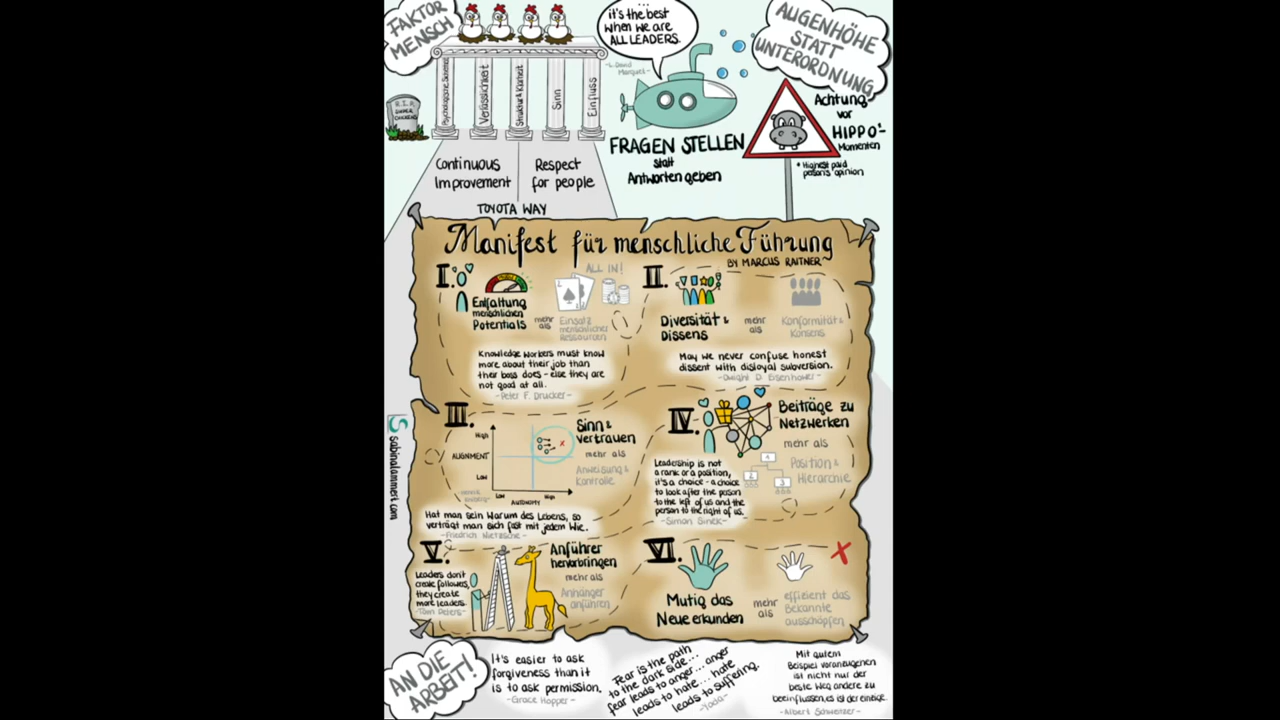 FAKTOR
MENSCH
R.I.P.
SUPER
CHICKENS
Psychologische Sicherheit
Verlässlichkeit
Struktur & Klarheit
Sinn
Einfluss
Continuous
Improvement
Respect
for people
TOYOTA WAY
...
it's the best
when we are
ALL LEADERS.
- L. David
Marquet -
FRAGEN STELLEN
statt
Antworten geben
AUGENHÖHE
STATT
UNTERORDNUNG
Achtung
vor
HIPPO*-
Momenten
* Highest paid
person's opinion
Manifest für menschliche Führung
BY MARCUS RAITNER
I.
ALL IN!
Entfaltung
menschlichen
Potentials
mehr
als
Einsatz
menschlicher
Ressourcen
Knowledge Workers must know
more about their job than
their boss does - else they are
not good at all.
- Peter F. Drucker -
II.
Diversität &
Dissens
mehr
als
Konformität &
Konsens
May we never confuse honest
dissent with disloyal subversion.
- Dwight D. Eisenhower -
III.
High
ALIGNMENT
Low
Low
AUTONOMY
High
Sinn &
Vertrauen
mehr als
Anweisung &
Kontrolle
Hat man sein Warum des Lebens, so
verträgt man sich fast mit jedem Wie.
- Friedrich Nietzsche -
IV.
Beiträge zu
Netzwerken
mehr als
Position &
Hierarchie
1
2
3
Leadership is not
a rank or a position,
it's a choice - a choice
to look after the person
to the left of us and the
person to the right of us.
- Simon Sinek -
V.
Leaders don't
create followers,
they create
more leaders.
- Tom Peters -
Anführer
hervorbringen
mehr als
Anhänger
anführen
VI.
Mutig das
Neue erkunden
mehr
als
effizient das
Bekannte
ausschöpfen
sabinalammert.com
AN DIE
ARBEIT!
It's easier to ask
forgiveness than it
is to ask permission.
- Grace Hopper -
Fear is the path
to the dark side...
fear leads to anger... anger
leads to hate.... hate
leads to suffering.
- Yoda -
Mit gutem
Beispiel voranzugehen
ist nicht nur der
beste Weg andere zu
beeinflussen, es ist der einzige.
- Albert Schweitzer -